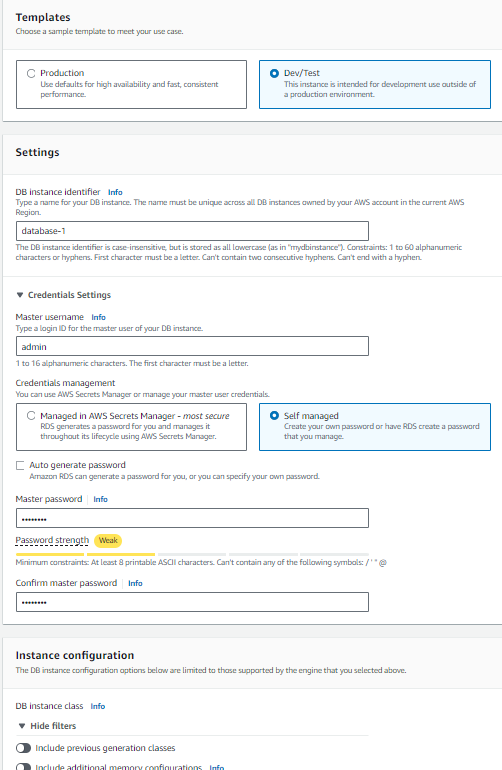 Templates
Choose a sample template to meet your use case.
Production
Use defaults for high availability and fast, consistent
performance.
Dev/Test
This instance is intended for development use outside of
a production environment.
Settings
DB instance identifier Info
Type a name for your DB instance. The name must be unique across all DB instances owned by your AWS account in the current AWS
Region.
database-1
The DB instance identifier is case-insensitive, but is stored as all lowercase (as in "mydbinstance"). Constraints: 1 to 60 alphanumeric
characters or hyphens. First character must be a letter. Can't contain two consecutive hyphens. Can't end with a hyphen.
▼ Credentials Settings
Master username Info
Type a login ID for the master user of your DB instance.
admin
1 to 16 alphanumeric characters. The first character must be a letter.
Credentials management
You can use AWS Secrets Manager or manage your master user credentials.
Managed in AWS Secrets Manager - most secure
RDS generates a password for you and manages it
throughout its lifecycle using AWS Secrets Manager.
Self managed
Create your own password or have RDS create a password
that you manage.
Auto generate password
Amazon RDS can generate a password for you, or you can specify your own password.
Master password Info
••••••••
Password strength Weak
Minimum constraints: At least 8 printable ASCII characters. Can't contain any of the following symbols: / ' " @
Confirm master password Info
••••••••
Instance configuration
The DB instance configuration options below are limited to those supported by the engine that you selected above.
DB instance class Info
▼ Hide filters
Include previous generation classes
Include additional memory configurations Info